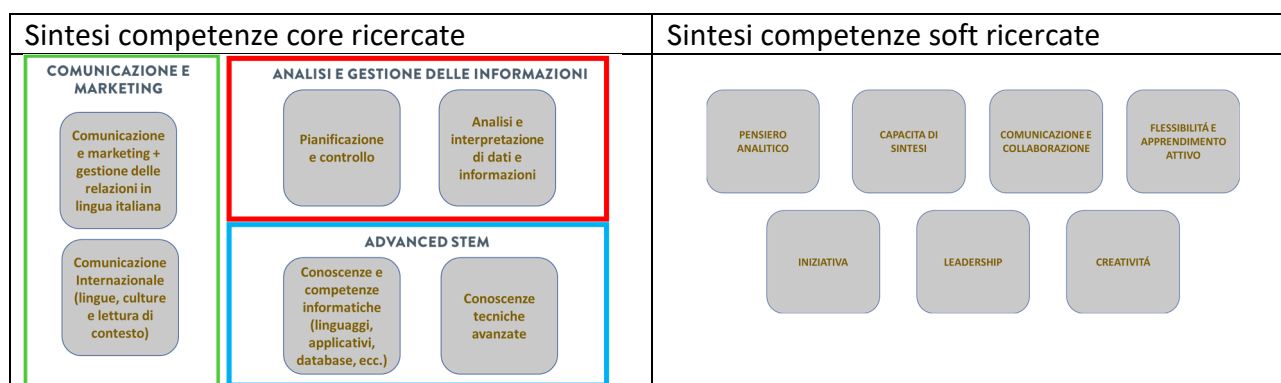 Sintesi competenze core ricercate
COMUNICAZIONE E
MARKETING
Comunicazione
e marketing +
gestione delle
relazioni in
lingua italiana
Comunicazione
Internazionale
(lingue, culture
e lettura di
contesto)
ANALISI E GESTIONE DELLE INFORMAZIONI
Pianificazione
e controllo
Analisi e
interpretazione
di dati e
informazioni
ADVANCED STEM
Conoscenze e
competenze
informatiche
(linguaggi,
applicativi,
database, ecc.)
Conoscenze
tecniche
avanzate
Sintesi competenze soft ricercate
PENSIERO
ANALITICO
CAPACITA DI
SINTESI
COMUNICAZIONE E
COLLABORAZIONE
FLESSIBILITÁ E
APPRENDIMENTO
ATTIVO
INIZIATIVA
LEADERSHIP
CREATIVITÁ